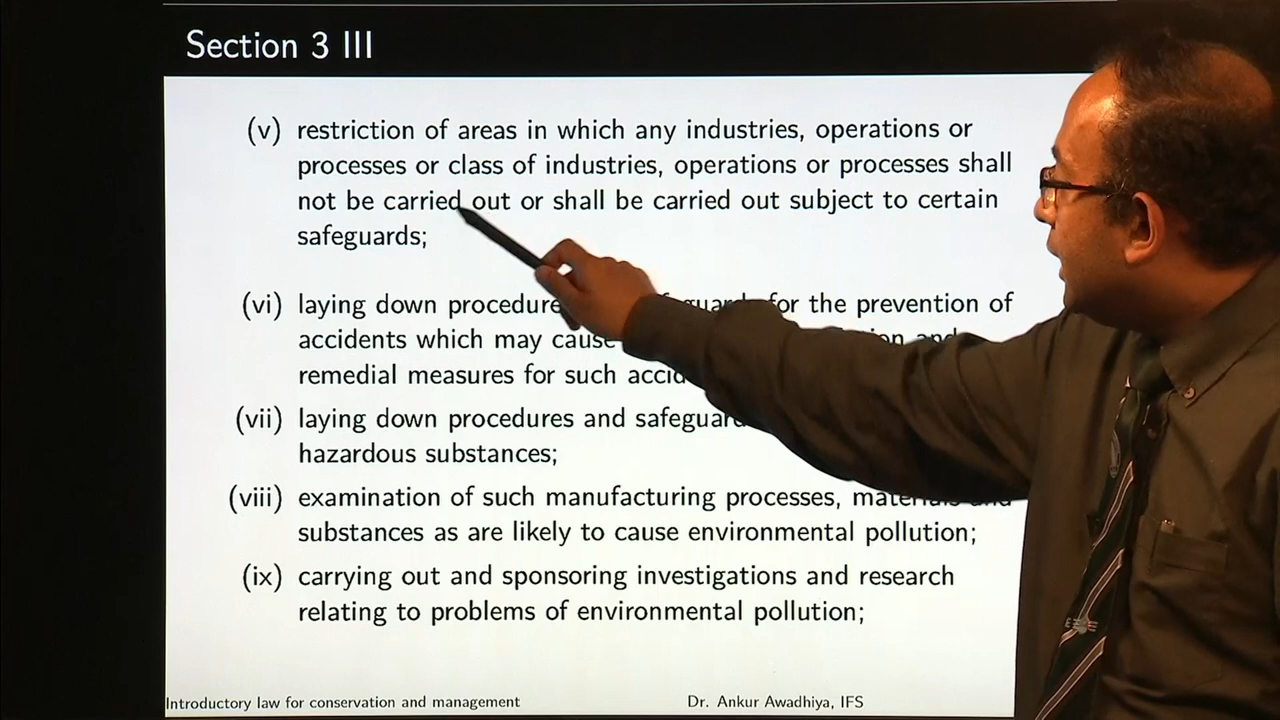 Section 3 III
(v) restriction of areas in which any industries, operations or
processes or class of industries, operations or processes shall
not be carried out or shall be carried out subject to certain
safeguards;
(vi) laying down for the prevention of
accidents which may cause
remedial measures for such
(vii) laying down procedures and
hazardous substances;
(viii) examination of such manufacturing processes, materials and
substances as are likely to cause environmental pollution;
(ix) carrying out and sponsoring investigations and research
relating to problems of environmental pollution;
Introductory law for conservation and management Dr. Ankur Awadhiya, IFS